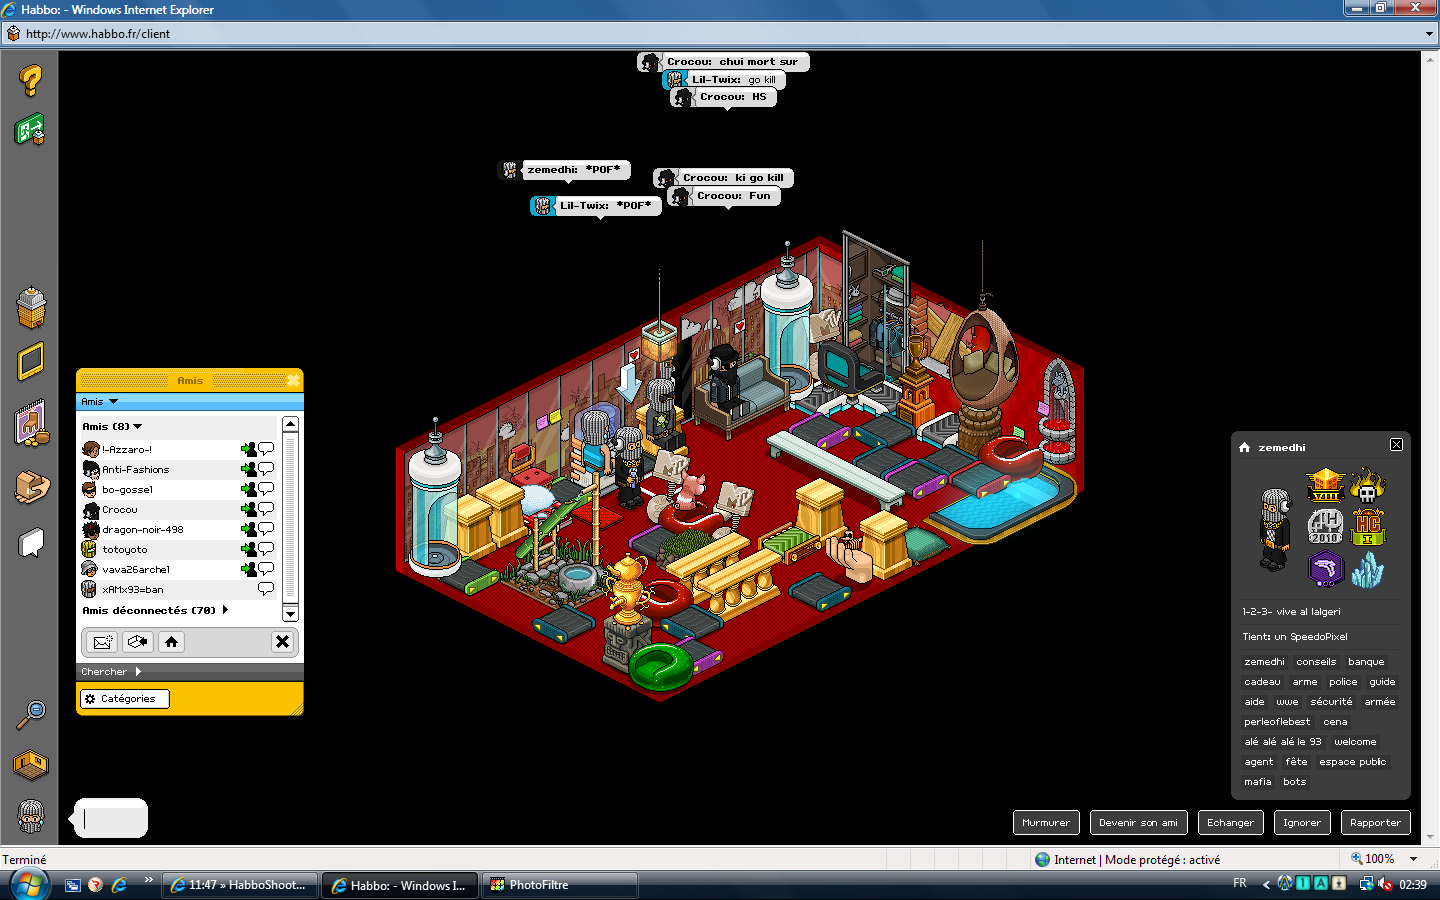 Habbo: - Windows Internet Explorer
http://www.habbo.fr/client
Crocou: chui mort sur
Lil-Twix: go kill
Crocou: HS
zemedhi: *POF*
Crocou: ki go kill
Crocou: Fun
Lil-Twix: *POF*
Amis
Amis
Amis (8)
!-Azzaro-!
Anti-Fashions
bo-gosse1
Crocou
dragon-noir-498
totoyoto
vava26arche1
xAMx93=ban
Amis déconnectés (70)
Chercher
Catégories
zemedhi
VIII
2010
HC
I
1-2-3- vive al lalgeri
Tient: un SpeedoPixel
zemedhi conseils banque
cadeau arme police guide
aide wwe sécurité armée
perleoflebest cena
alé alé alé le 93 welcome
agent fête espace public
mafia bots
Murmurer Devenir son ami Echanger Ignorer Rapporter
Terminé
Internet | Mode protégé : activé
100%
11:47 » HabboShoot...
Habbo: - Windows I...
PhotoFiltre
FR
02:39